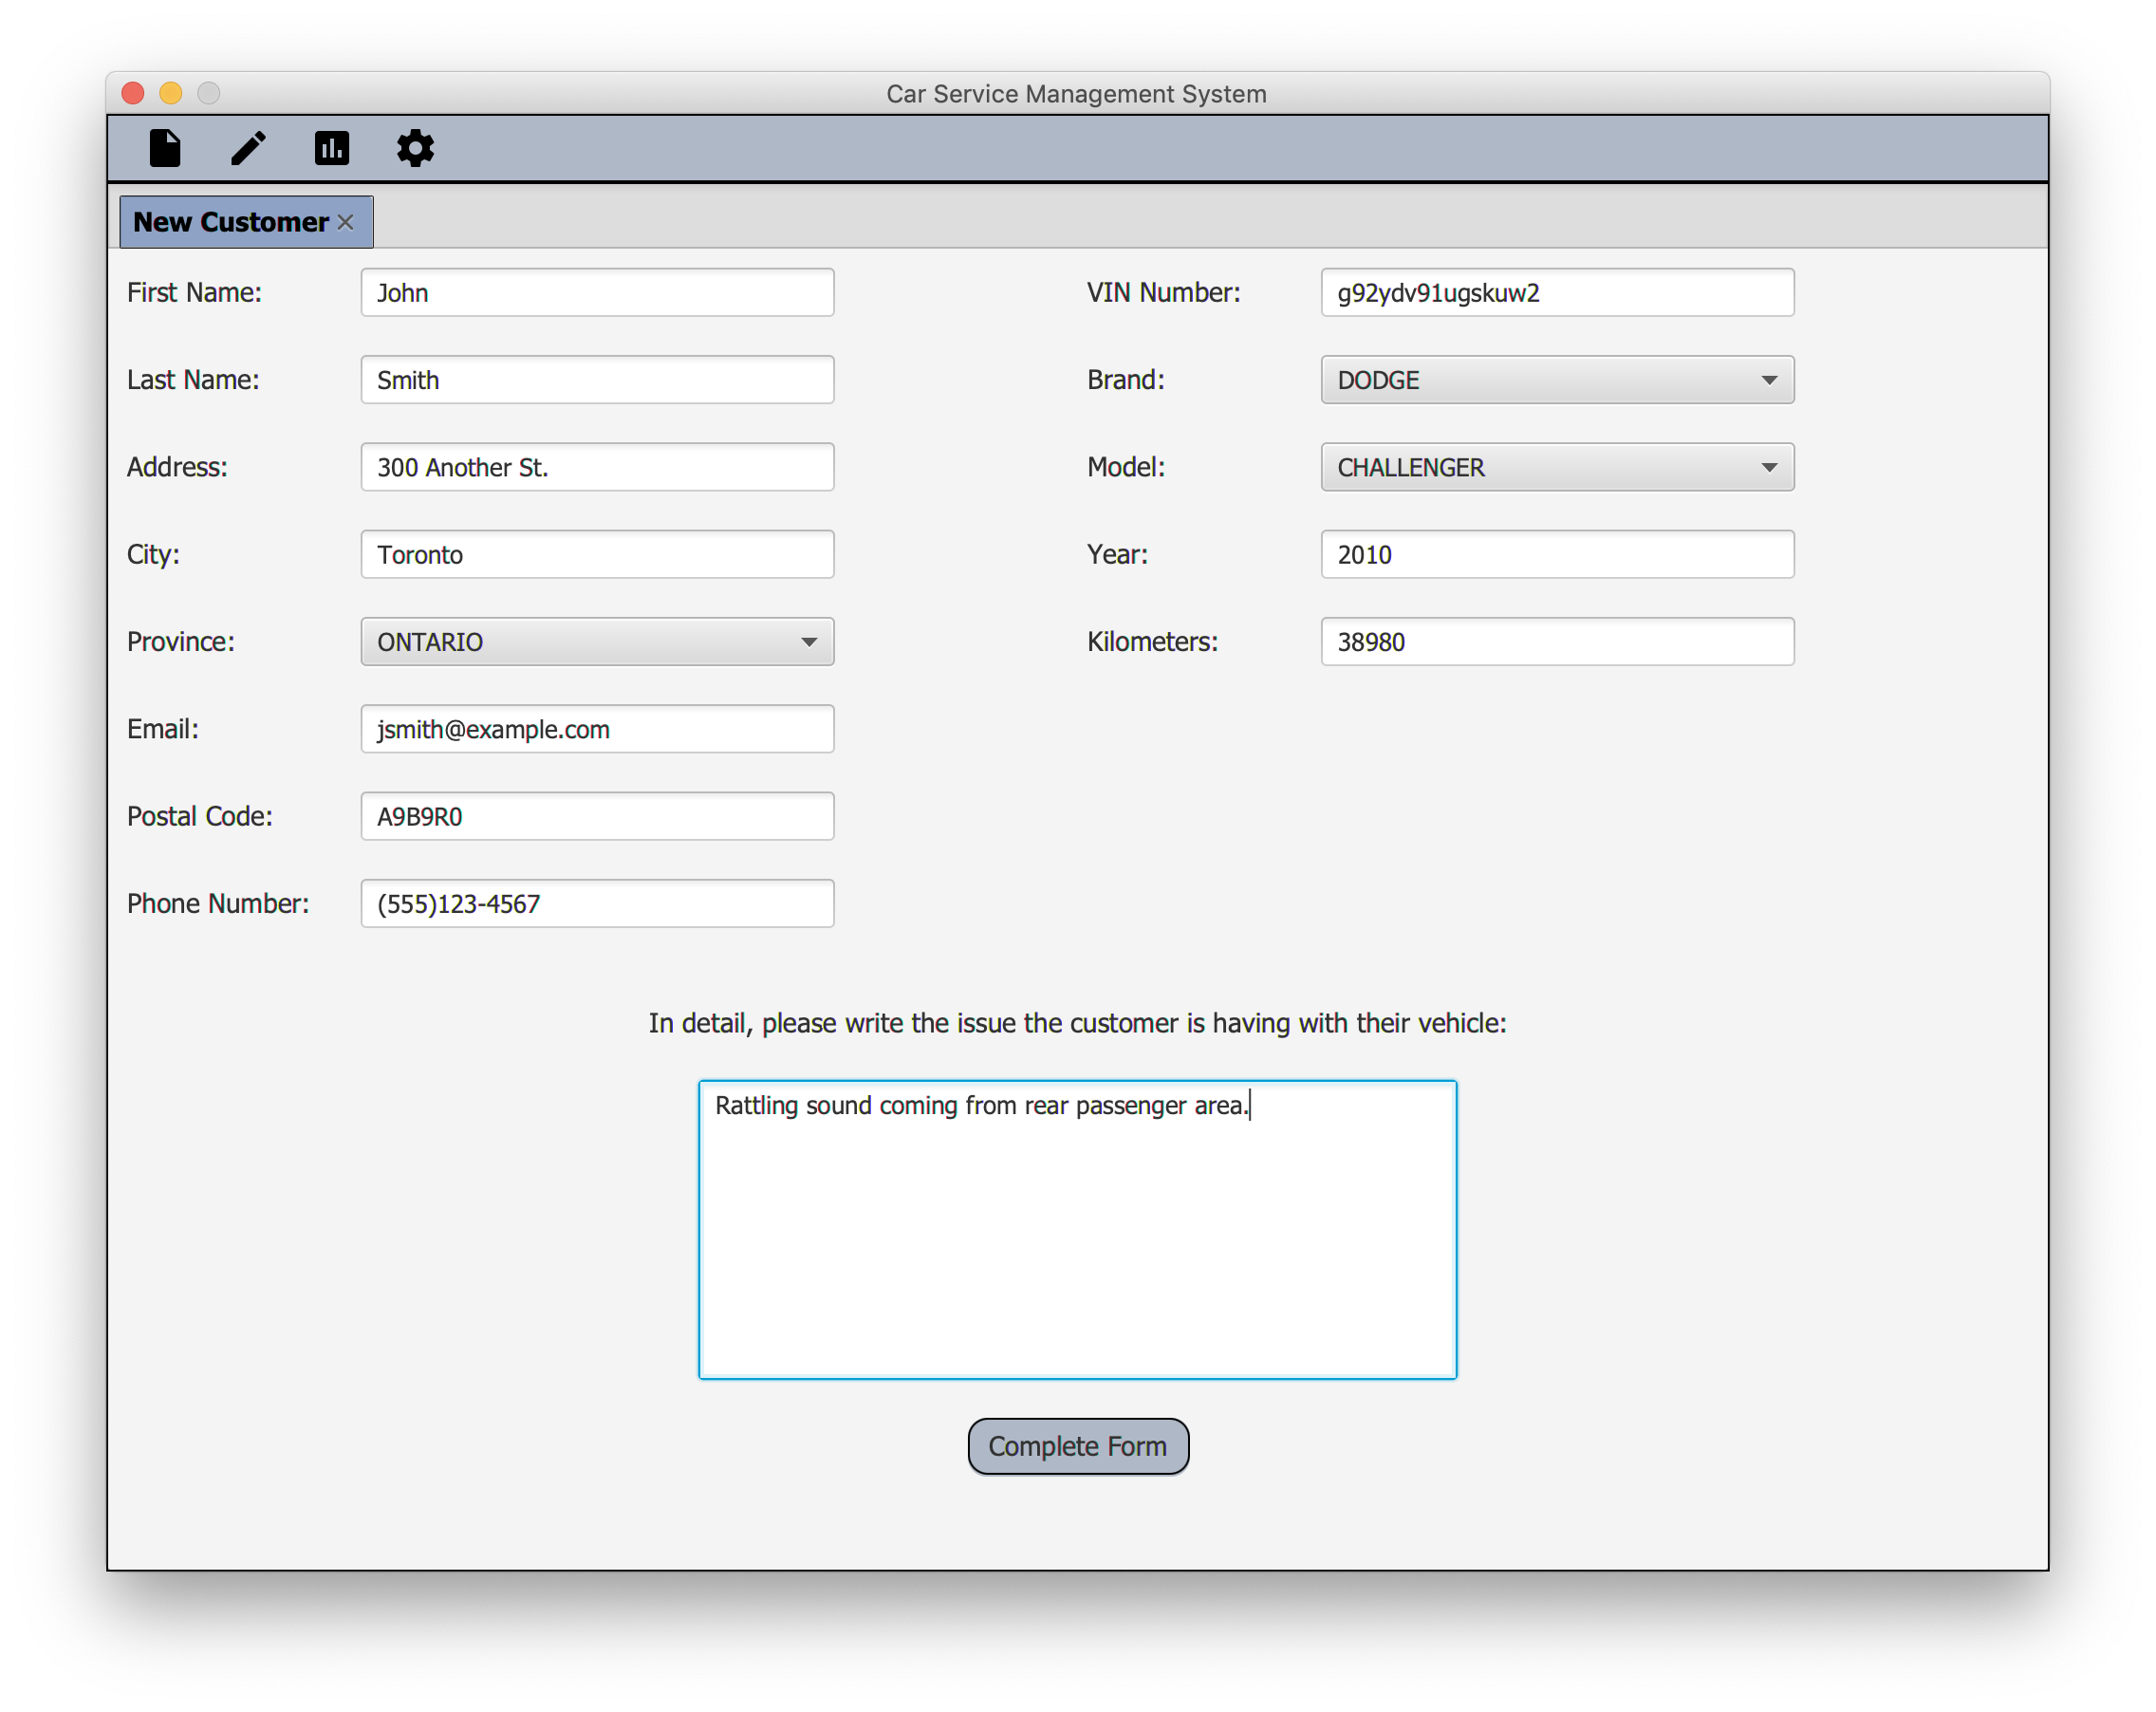 Car Service Management System
New Customer
First Name: John
Last Name: Smith
Address: 300 Another St.
City: Toronto
Province: ONTARIO
Email: jsmith@example.com
Postal Code: A9B9R0
Phone Number: (555)123-4567
VIN Number: g92ydv91ugskuw2
Brand: DODGE
Model: CHALLENGER
Year: 2010
Kilometers: 38980
In detail, please write the issue the customer is having with their vehicle:
Rattling sound coming from rear passenger area.
Complete Form